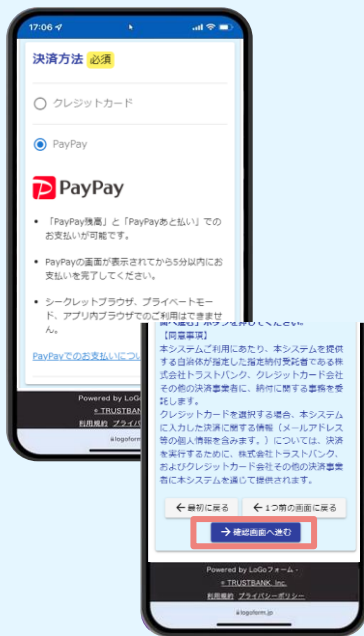 17:06
決済方法 必須
クレジットカード
PayPay
PayPay
• 「PayPay残高」と「PayPayあと払い」での
お支払いが可能です。
• PayPayの画面が表示されてから5分以内にお
支払いを完了してください。
• シークレットブラウザ、プライベートモー
ド、アプリ内ブラウザでのご利用はできませ
ん。
PayPayでのお支払いについ
Powered by LoG
» TRUSTBAN
利用規約 プライバ
logoform
面へ進む」ボタンを押してください。
【同意事項】
本システムご利用にあたり、本システムを提供
する自治体が指定した指定納付受託者である株
式会社トラストバンク、クレジットカード会社
その他の決済事業者に、納付に関する事務を委
託します。
クレジットカードを選択する場合、本システム
に入力した決済に関する情報(メールアドレス
等の個人情報を含みます。)については、決済
を実行するために、株式会社トラストバンク、
およびクレジットカード会社その他の決済事業
者に本システムを通じて提供されます。
←最初に戻る ←1つ前の画面に戻る
→確認画面へ進む
Powered by LoGoフォーム -
» TRUSTBANK, Inc.
利用規約 プライバシーポリシー
logoform.jp